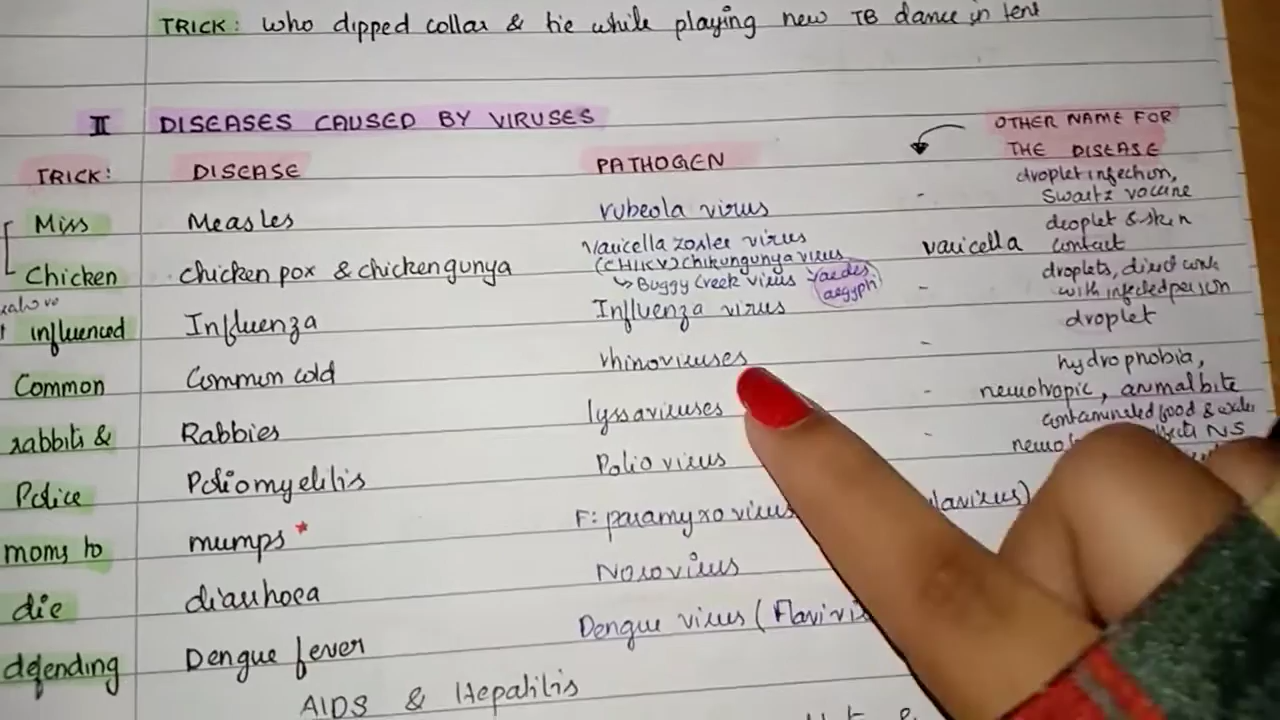 TRICK: who dipped collar & tie while playing new TB dance in tent
II DISEASES CAUSED BY VIRUSES
OTHER NAME FOR
THE DISEASE
TRICK: DISEASE PATHOGEN
droplet infection,
Swartz vaccine
Miss Measles rubeola virus -
droplet & skin
contact
Chicken chicken pox & chickengunya Varicella zoster virus varicella
(CHIKV) chikungunya virus
↳ Buggy Creek virus
droplets, direct
with infected person
influenced Influenza Influenza virus -
droplet
Common Common cold rhinoviruses -
hydrophobia,
neurotropic, animal bite
rabbits & Rabbies lyssaviruses -
contaminated food & water
NS
Police Poliomyelitis Polio virus -
moms to mumps * F: paramyxo virus
die diarrhoea Norovirus
defending Dengue fever Dengue virus (
AIDS & Hepatitis